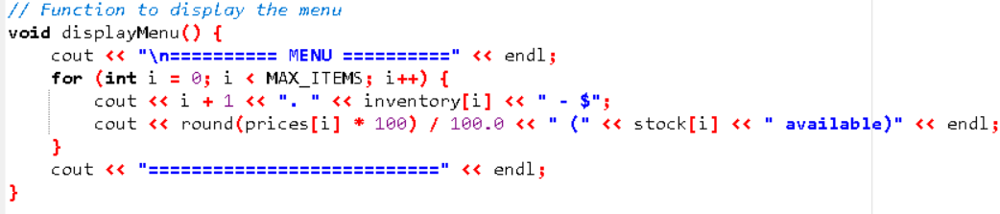 // Function to display the menu
void displayMenu() {
    cout << "\n========== MENU ==========" << endl;
    for (int i = 0; i < MAX_ITEMS; i++) {
        cout << i + 1 << ". " << inventory[i] << " - $";
        cout << round(prices[i] * 100) / 100.0 << " (" << stock[i] << " available)" << endl;
    }
    cout << "===========================" << endl;
}